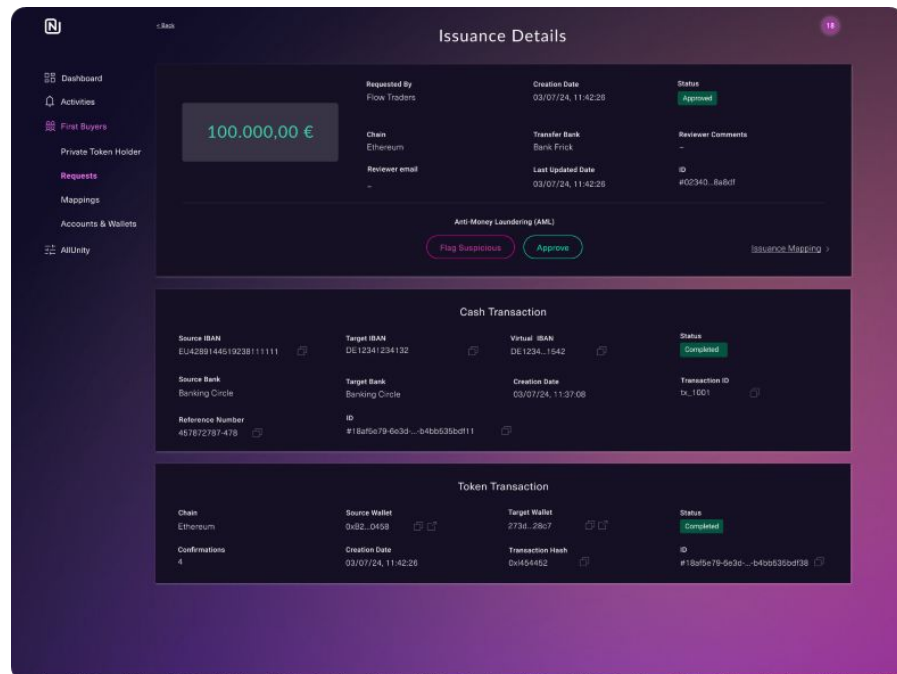 < Back
Issuance Details
18
Dashboard
Activities
First Buyers
Private Token Holder
Requests
Mappings
Accounts & Wallets
AllUnity
100.000,00 €
Requested By
Flow Traders
Creation Date
03/07/24, 11:42:26
Status
Approved
Chain
Ethereum
Transfer Bank
Bank Frick
Reviewer Comments
–
Reviewer email
–
Last Updated Date
03/07/24, 11:42:26
ID
#02340...8a8df
Anti-Money Laundering (AML)
Flag Suspicious
Approve
Issuance Mapping >
Cash Transaction
Source IBAN
EU4289144519238111111
Target IBAN
DE12341234132
Virtual IBAN
DE1234...1542
Status
Completed
Source Bank
Banking Circle
Target Bank
Banking Circle
Creation Date
03/07/24, 11:37:08
Transaction ID
tx_1001
Reference Number
457872787-478
ID
#18af5e79-6e3d-...-b4bb535bdf11
Token Transaction
Chain
Ethereum
Source Wallet
0xB2...0458
Target Wallet
273d...28c7
Status
Completed
Confirmations
4
Creation Date
03/07/24, 11:42:26
Transaction Hash
0xl454452
ID
#18af5e79-6e3d-...-b4bb535bdf38